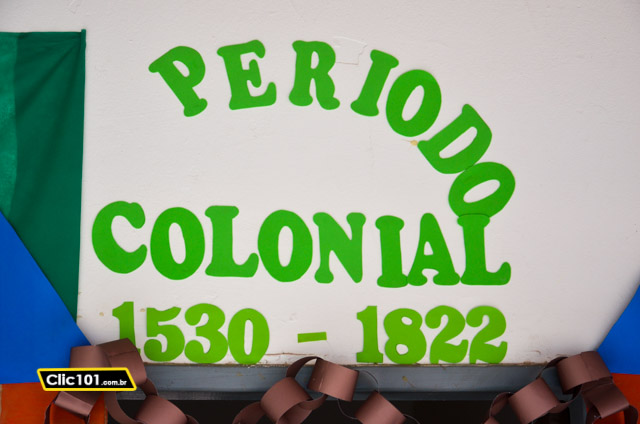 PERIODO
COLONIAL
1530 - 1822
Clic101.com.br